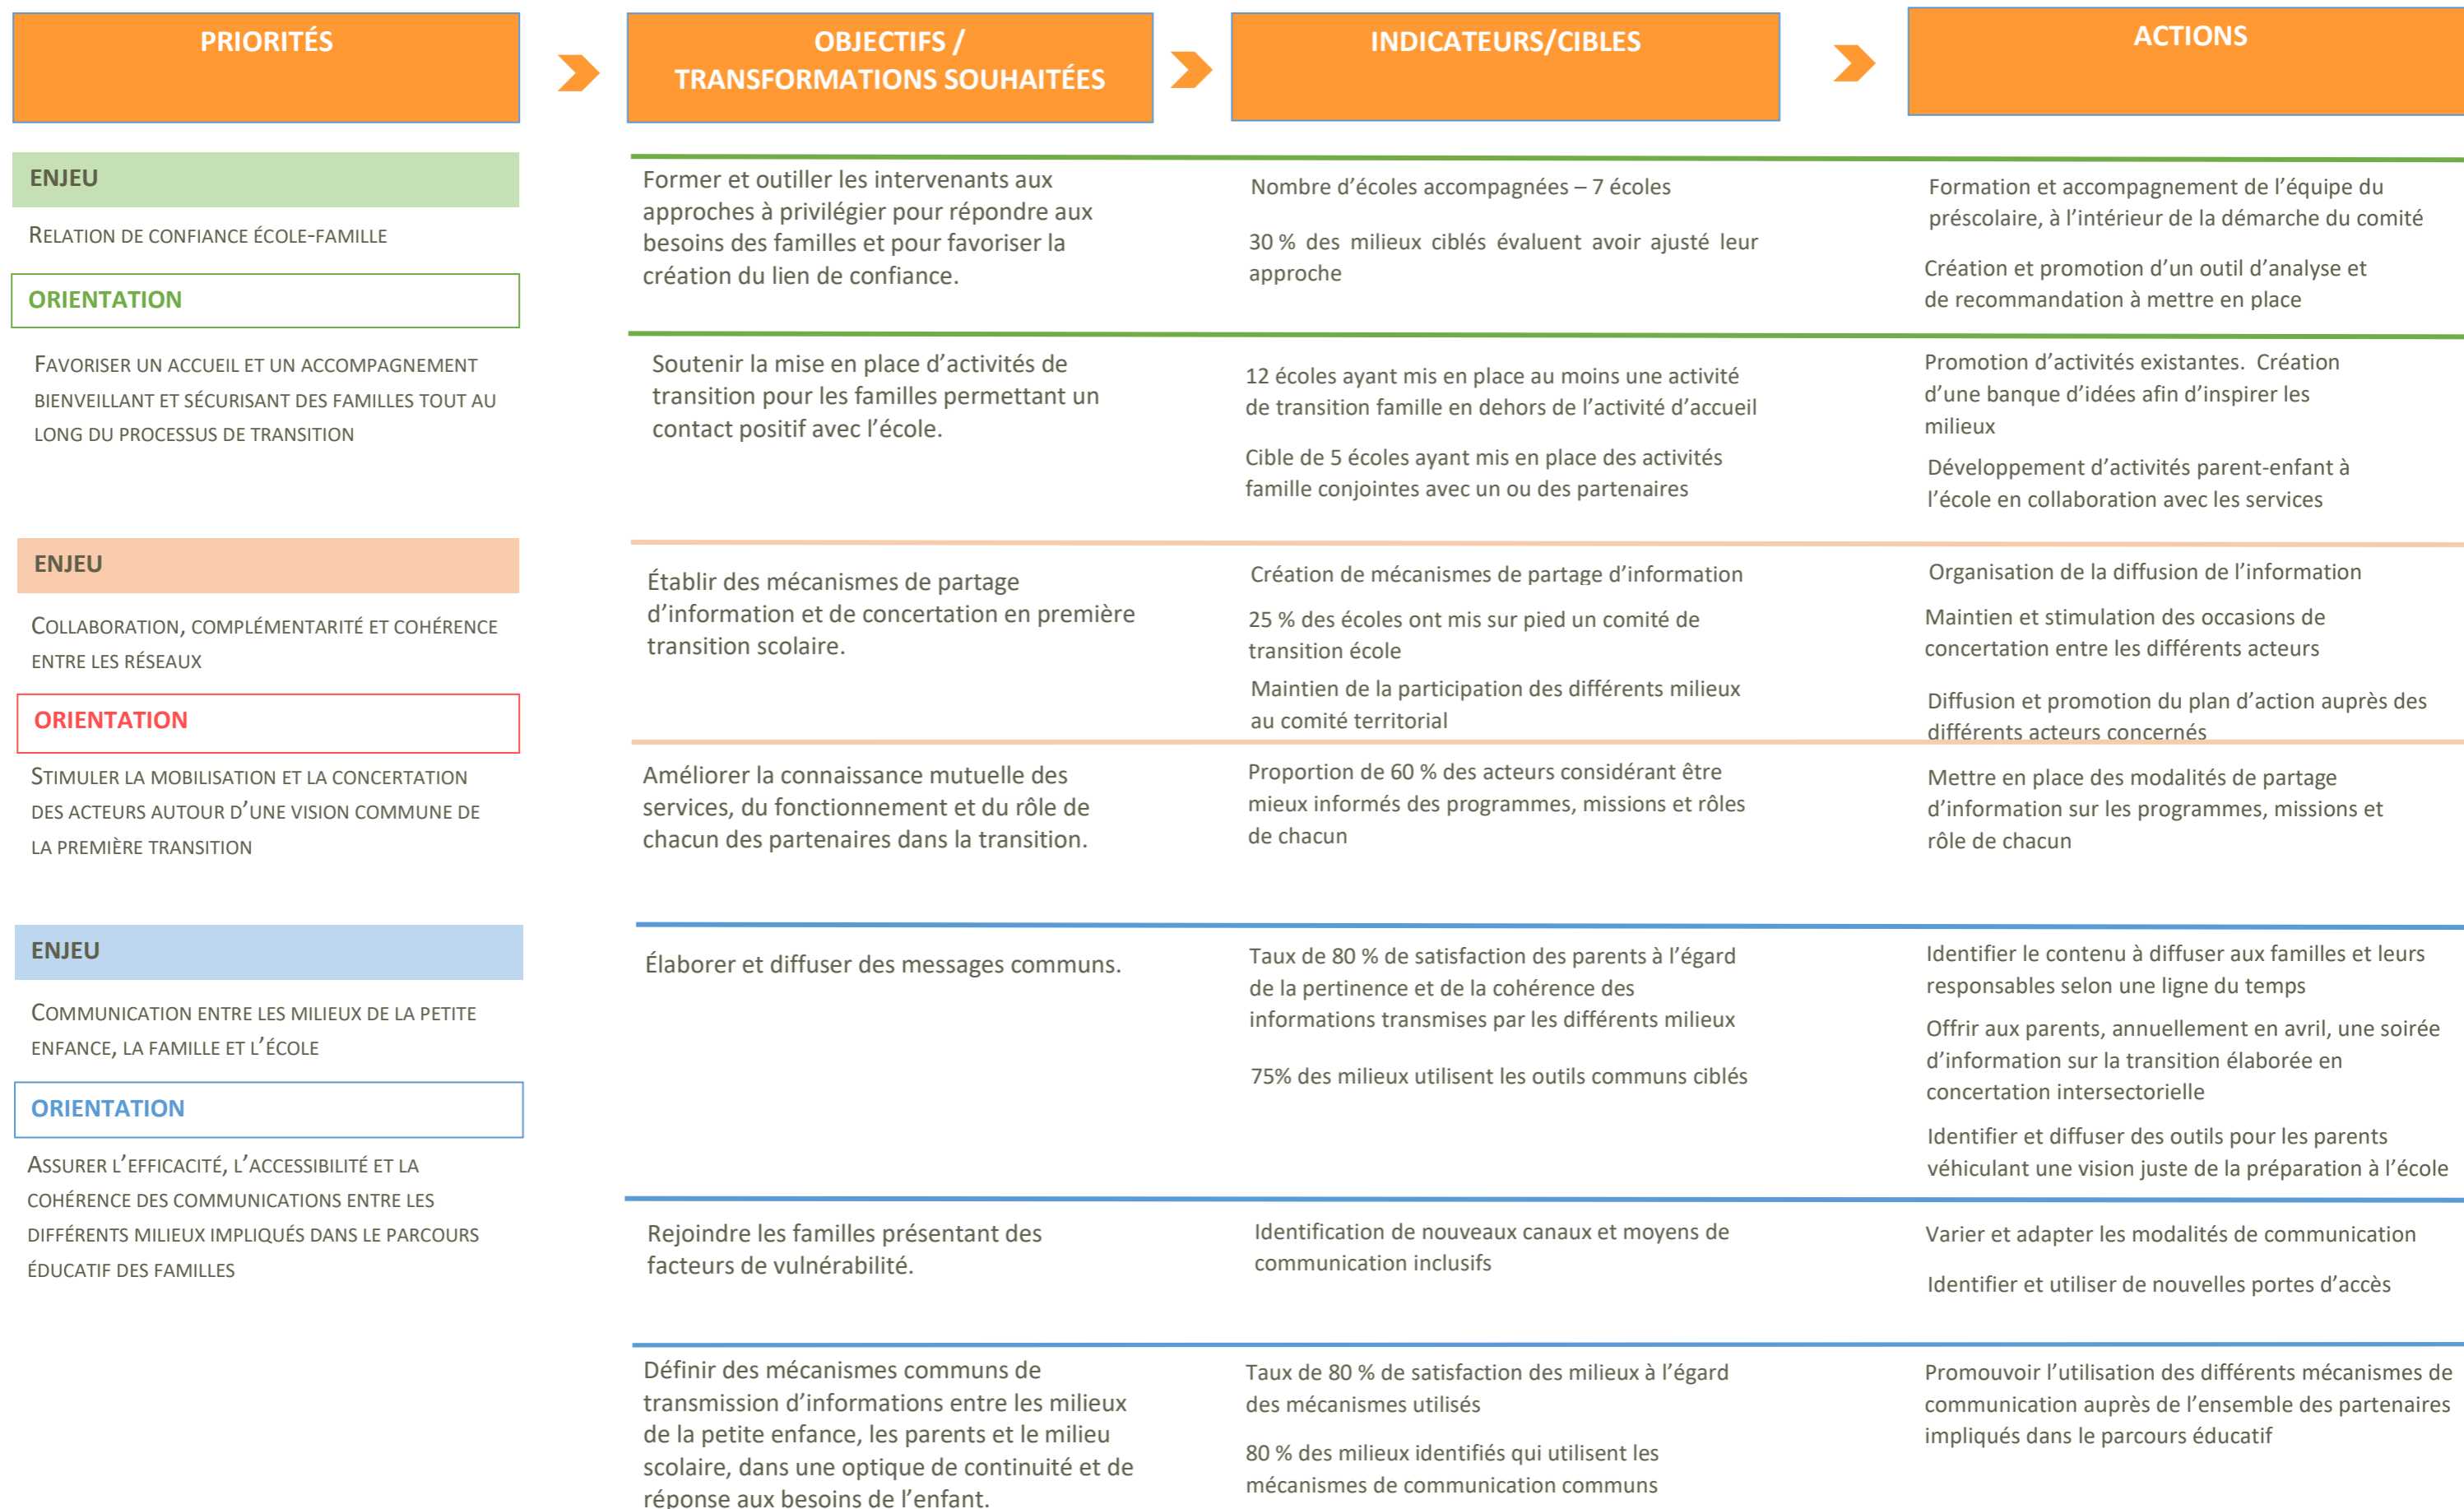 PRIORITÉS
OBJECTIFS /
TRANSFORMATIONS SOUHAITÉES
INDICATEURS/CIBLES
ACTIONS
ENJEU
RELATION DE CONFIANCE ÉCOLE-FAMILLE
ORIENTATION
FAVORISER UN ACCUEIL ET UN ACCOMPAGNEMENT
BIENVEILLANT ET SÉCURISANT DES FAMILLES TOUT AU
LONG DU PROCESSUS DE TRANSITION
Former et outiller les intervenants aux
approches à privilégier pour répondre aux
besoins des familles et pour favoriser la
création du lien de confiance.
Nombre d'écoles accompagnées – 7 écoles
30 % des milieux ciblés évaluent avoir ajusté leur
approche
Formation et accompagnement de l'équipe du
préscolaire, à l'intérieur de la démarche du comité
Création et promotion d'un outil d'analyse et
de recommandation à mettre en place
Soutenir la mise en place d'activités de
transition pour les familles permettant un
contact positif avec l'école.
12 écoles ayant mis en place au moins une activité
de transition famille en dehors de l'activité d'accueil
Cible de 5 écoles ayant mis en place des activités
famille conjointes avec un ou des partenaires
Promotion d'activités existantes. Création
d'une banque d'idées afin d'inspirer les
milieux
Développement d'activités parent-enfant à
l'école en collaboration avec les services
ENJEU
COLLABORATION, COMPLÉMENTARITÉ ET COHÉRENCE
ENTRE LES RÉSEAUX
ORIENTATION
STIMULER LA MOBILISATION ET LA CONCERTATION
DES ACTEURS AUTOUR D'UNE VISION COMMUNE DE
LA PREMIÈRE TRANSITION
Établir des mécanismes de partage
d'information et de concertation en première
transition scolaire.
Création de mécanismes de partage d'information
25 % des écoles ont mis sur pied un comité de
transition école
Maintien de la participation des différents milieux
au comité territorial
Organisation de la diffusion de l'information
Maintien et stimulation des occasions de
concertation entre les différents acteurs
Diffusion et promotion du plan d'action auprès des
différents acteurs concernés
Améliorer la connaissance mutuelle des
services, du fonctionnement et du rôle de
chacun des partenaires dans la transition.
Proportion de 60 % des acteurs considérant être
mieux informés des programmes, missions et rôles
de chacun
Mettre en place des modalités de partage
d'information sur les programmes, missions et
rôle de chacun
ENJEU
COMMUNICATION ENTRE LES MILIEUX DE LA PETITE
ENFANCE, LA FAMILLE ET L'ÉCOLE
ORIENTATION
ASSURER L'EFFICACITÉ, L'ACCESSIBILITÉ ET LA
COHÉRENCE DES COMMUNICATIONS ENTRE LES
DIFFÉRENTS MILIEUX IMPLIQUÉS DANS LE PARCOURS
ÉDUCATIF DES FAMILLES
Élaborer et diffuser des messages communs.
Taux de 80 % de satisfaction des parents à l'égard
de la pertinence et de la cohérence des
informations transmises par les différents milieux
75% des milieux utilisent les outils communs ciblés
Identifier le contenu à diffuser aux familles et leurs
responsables selon une ligne du temps
Offrir aux parents, annuellement en avril, une soirée
d'information sur la transition élaborée en
concertation intersectorielle
Identifier et diffuser des outils pour les parents
véhiculant une vision juste de la préparation à l'école
Rejoindre les familles présentant des
facteurs de vulnérabilité.
Identification de nouveaux canaux et moyens de
communication inclusifs
Varier et adapter les modalités de communication
Identifier et utiliser de nouvelles portes d'accès
Définir des mécanismes communs de
transmission d'informations entre les milieux
de la petite enfance, les parents et le milieu
scolaire, dans une optique de continuité et de
réponse aux besoins de l'enfant.
Taux de 80 % de satisfaction des milieux à l'égard
des mécanismes utilisés
80 % des milieux identifiés qui utilisent les
mécanismes de communication communs
Promouvoir l'utilisation des différents mécanismes de
communication auprès de l'ensemble des partenaires
impliqués dans le parcours éducatif